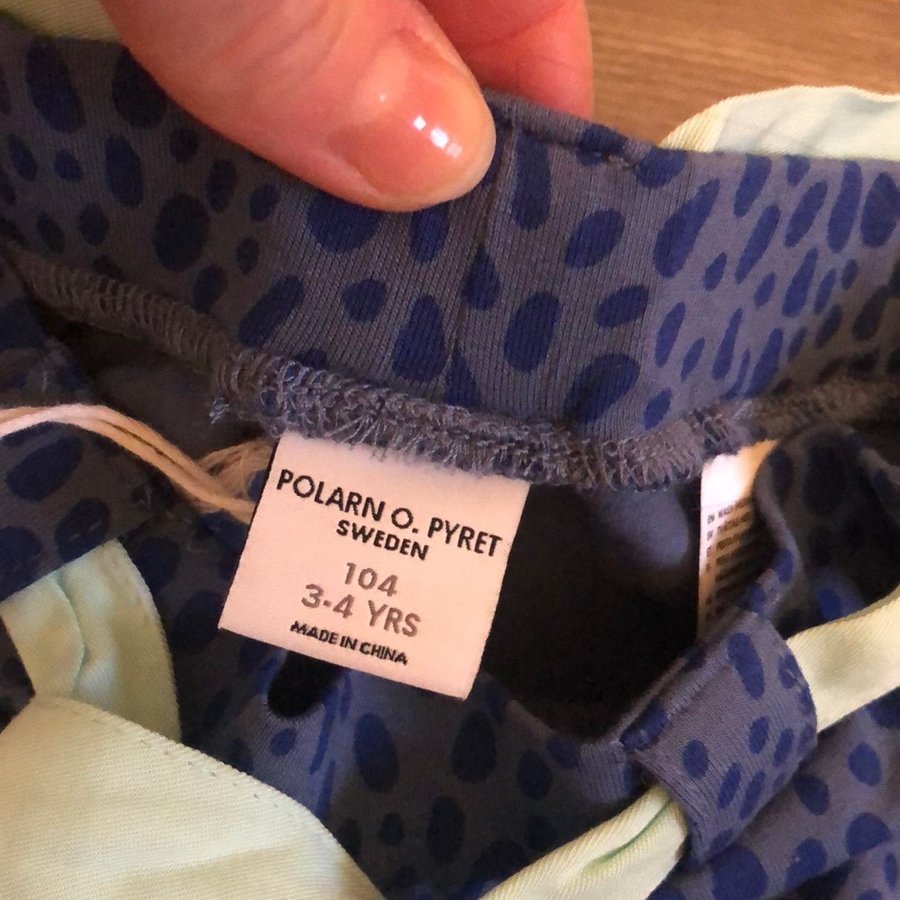 POLARN O. PYRET
SWEDEN
104
3-4 YRS
MADE IN CHINA